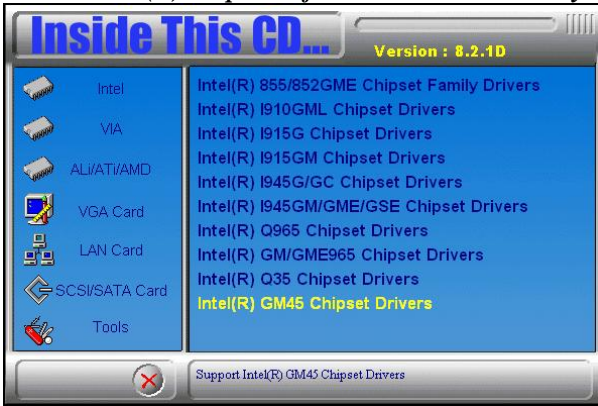 Inside This CD...
Version : 8.2.1D
Intel
VIA
ALi/ATi/AMD
VGA Card
LAN Card
SCSI/SATA Card
Tools
Intel(R) 855/852GME Chipset Family Drivers
Intel(R) I910GML Chipset Drivers
Intel(R) I915G Chipset Drivers
Intel(R) I915GM Chipset Drivers
Intel(R) I945G/GC Chipset Drivers
Intel(R) I945GM/GME/GSE Chipset Drivers
Intel(R) Q965 Chipset Drivers
Intel(R) GM/GME965 Chipset Drivers
Intel(R) Q35 Chipset Drivers
Intel(R) GM45 Chipset Drivers
Support Intel(R) GM45 Chipset Drivers